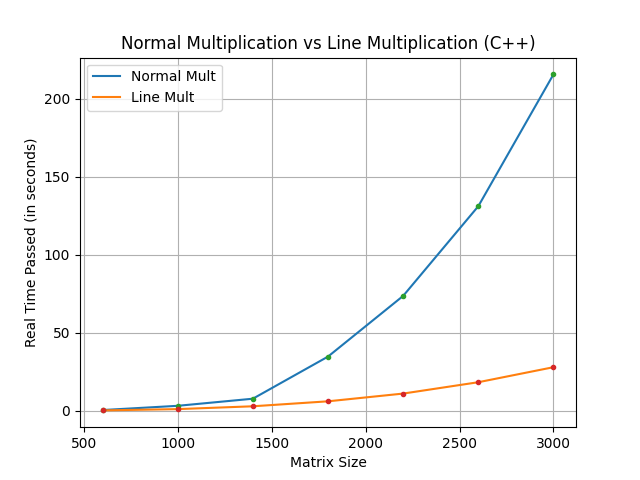 Normal Multiplication vs Line Multiplication (C++)
Normal Mult
Line Mult
Real Time Passed (in seconds)
200
150
100
50
0
500 1000 1500 2000 2500 3000
Matrix Size